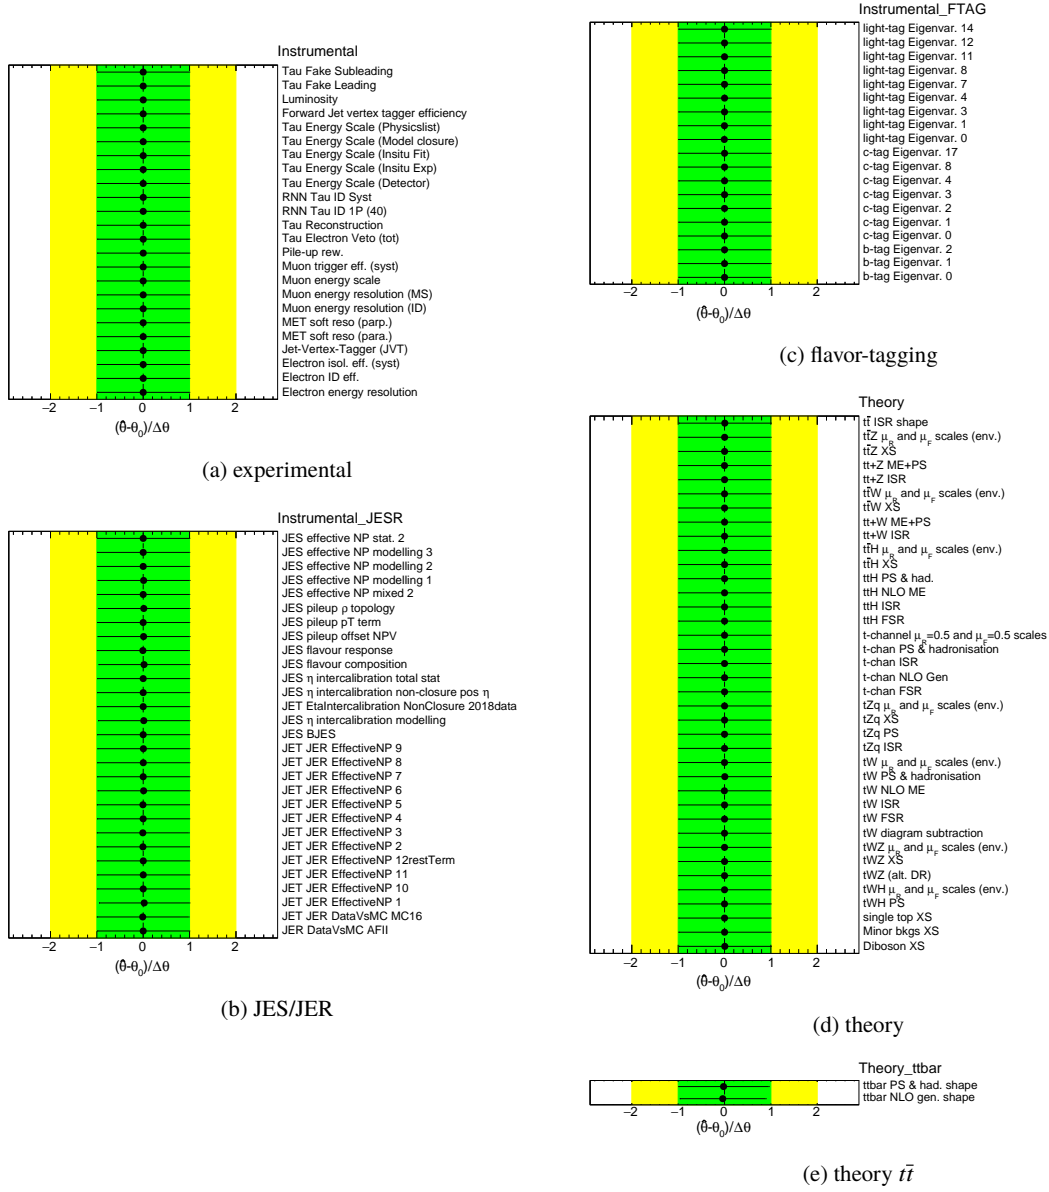 Instrumental
Tau Fake Subleading
Tau Fake Leading
Luminosity
Forward Jet vertex tagger efficiency
Tau Energy Scale (Physicslist)
Tau Energy Scale (Model closure)
Tau Energy Scale (Insitu Fit)
Tau Energy Scale (Insitu Exp)
Tau Energy Scale (Detector)
RNN Tau ID Syst
RNN Tau ID 1P (40)
Tau Reconstruction
Tau Electron Veto (tot)
Pile-up rew.
Muon trigger eff. (syst)
Muon energy scale
Muon energy resolution (MS)
Muon energy resolution (ID)
MET soft reso (parp.)
MET soft reso (para.)
Jet-Vertex-Tagger (JVT)
Electron isol. eff. (syst)
Electron ID eff.
Electron energy resolution
−2 −1 0 1 2
(θ̂-θ₀)/Δθ
(a) experimental
Instrumental_JESR
JES effective NP stat. 2
JES effective NP modelling 3
JES effective NP modelling 2
JES effective NP modelling 1
JES effective NP mixed 2
JES pileup ρ topology
JES pileup pT term
JES pileup offset NPV
JES flavour response
JES flavour composition
JES η intercalibration total stat
JES η intercalibration non-closure pos η
JET EtaIntercalibration NonClosure 2018data
JES η intercalibration modelling
JES BJES
JET JER EffectiveNP 9
JET JER EffectiveNP 8
JET JER EffectiveNP 7
JET JER EffectiveNP 6
JET JER EffectiveNP 5
JET JER EffectiveNP 4
JET JER EffectiveNP 3
JET JER EffectiveNP 2
JET JER EffectiveNP 12restTerm
JET JER EffectiveNP 11
JET JER EffectiveNP 10
JET JER EffectiveNP 1
JET JER DataVsMC MC16
JER DataVsMC AFII
−2 −1 0 1 2
(θ̂-θ₀)/Δθ
(b) JES/JER
Instrumental_FTAG
light-tag Eigenvar. 14
light-tag Eigenvar. 12
light-tag Eigenvar. 11
light-tag Eigenvar. 8
light-tag Eigenvar. 7
light-tag Eigenvar. 4
light-tag Eigenvar. 3
light-tag Eigenvar. 1
light-tag Eigenvar. 0
c-tag Eigenvar. 17
c-tag Eigenvar. 8
c-tag Eigenvar. 4
c-tag Eigenvar. 3
c-tag Eigenvar. 2
c-tag Eigenvar. 1
c-tag Eigenvar. 0
b-tag Eigenvar. 2
b-tag Eigenvar. 1
b-tag Eigenvar. 0
−2 −1 0 1 2
(θ̂-θ₀)/Δθ
(c) flavor-tagging
Theory
tt̄ ISR shape
tt̄Z μ_R and μ_F scales (env.)
tt̄Z XS
tt+Z ME+PS
tt+Z ISR
tt̄W μ_R and μ_F scales (env.)
tt̄W XS
tt+W ME+PS
tt+W ISR
tt̄H μ_R and μ_F scales (env.)
tt̄H XS
ttH PS & had.
ttH NLO ME
ttH ISR
ttH FSR
t-channel μ_R=0.5 and μ_F=0.5 scales
t-chan PS & hadronisation
t-chan ISR
t-chan NLO Gen
t-chan FSR
tZq μ_R and μ_F scales (env.)
tZq XS
tZq PS
tZq ISR
tW μ_R and μ_F scales (env.)
tW PS & hadronisation
tW NLO ME
tW ISR
tW FSR
tW diagram subtraction
tWZ μ_R and μ_F scales (env.)
tWZ XS
tWZ (alt. DR)
tWH μ_R and μ_F scales (env.)
tWH PS
single top XS
Minor bkgs XS
Diboson XS
−2 −1 0 1 2
(θ̂-θ₀)/Δθ
(d) theory
Theory_ttbar
ttbar PS & had. shape
ttbar NLO gen. shape
−2 −1 0 1 2
(θ̂-θ₀)/Δθ
(e) theory tt̄